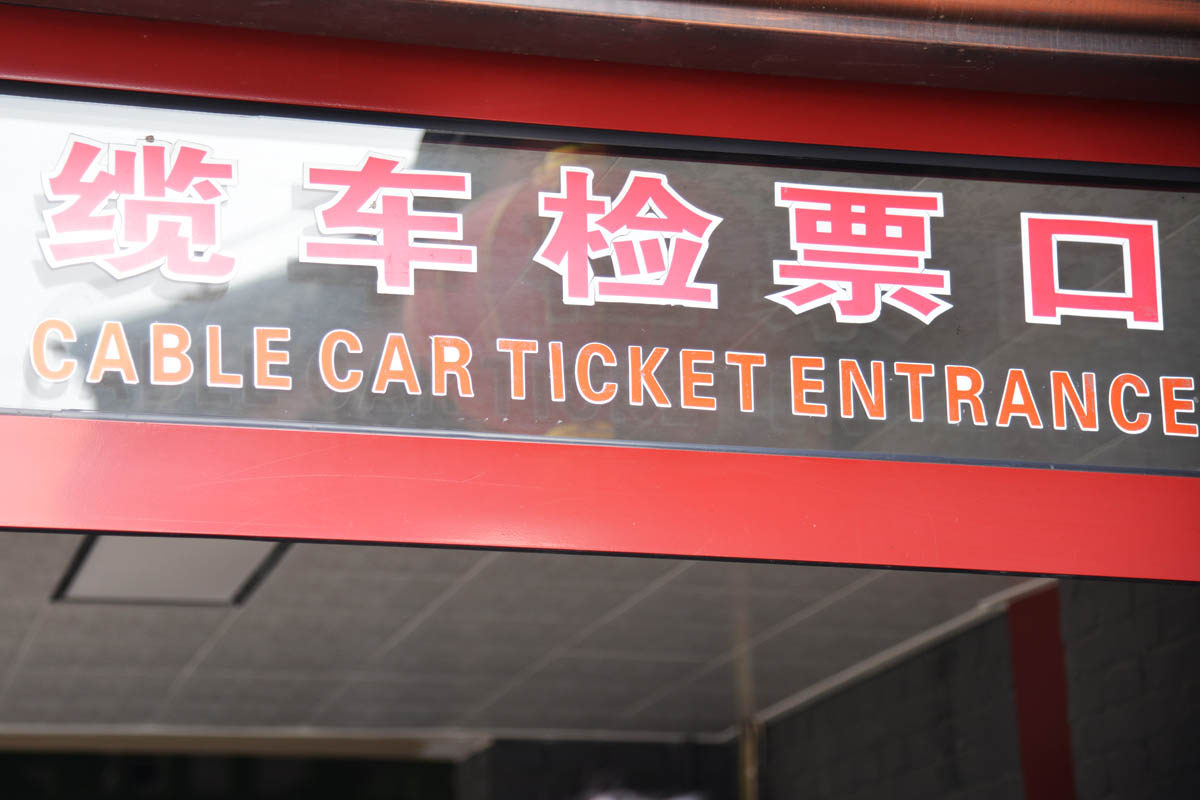 缆车检票口
CABLE CAR TICKET ENTRANCE